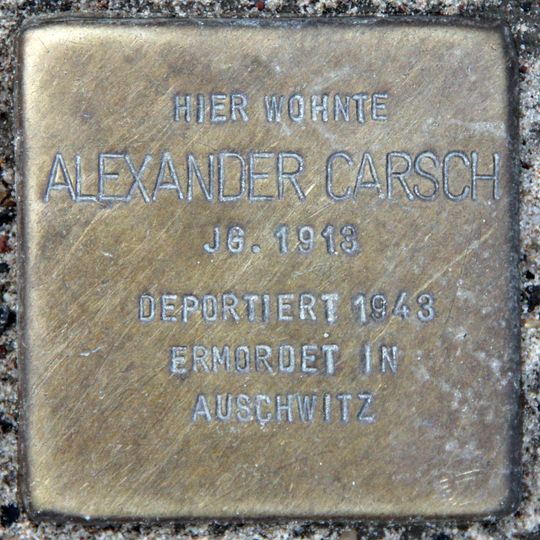 HIER WOHNTE
ALEXANDER CARSCH
JG. 1913
DEPORTIERT 1943
ERMORDET IN
AUSCHWITZ